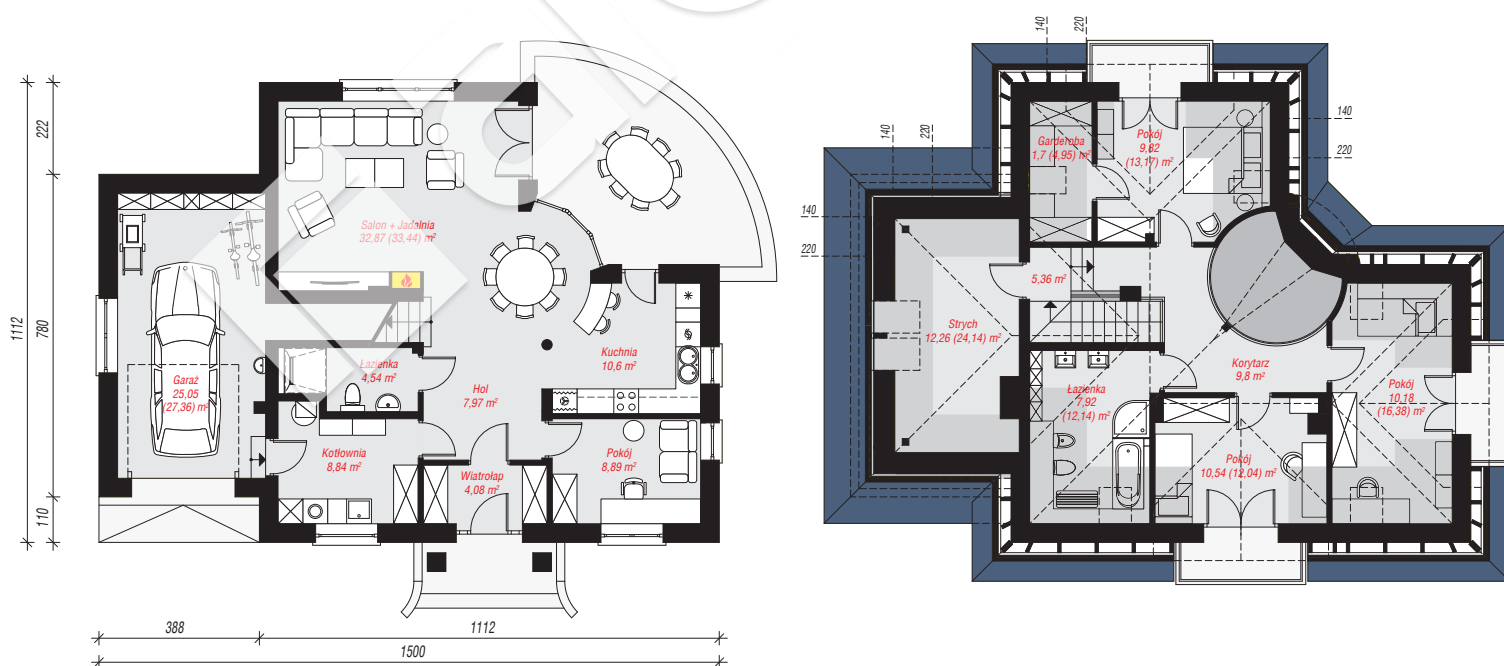 222
780
110
1112
388
1112
1500
Salon + Jadalnia
32,87 (33,44) m²
Garaż
25,05
(27,36) m²
Łazienka
4,54 m²
Hol
7,97 m²
Kuchnia
10,6 m²
Kotłownia
8,84 m²
Wiatrołap
4,08 m²
Pokój
8,89 m²
140
220
140
220
140
220
140
220
Garderoba
1,7 (4,95) m²
Pokój
9,82
(13,17) m²
5,36 m²
Strych
12,26 (24,14) m²
Łazienka
7,92
(12,14) m²
Korytarz
9,8 m²
Pokój
10,18
(16,38) m²
Pokój
10,54 (12,04) m²